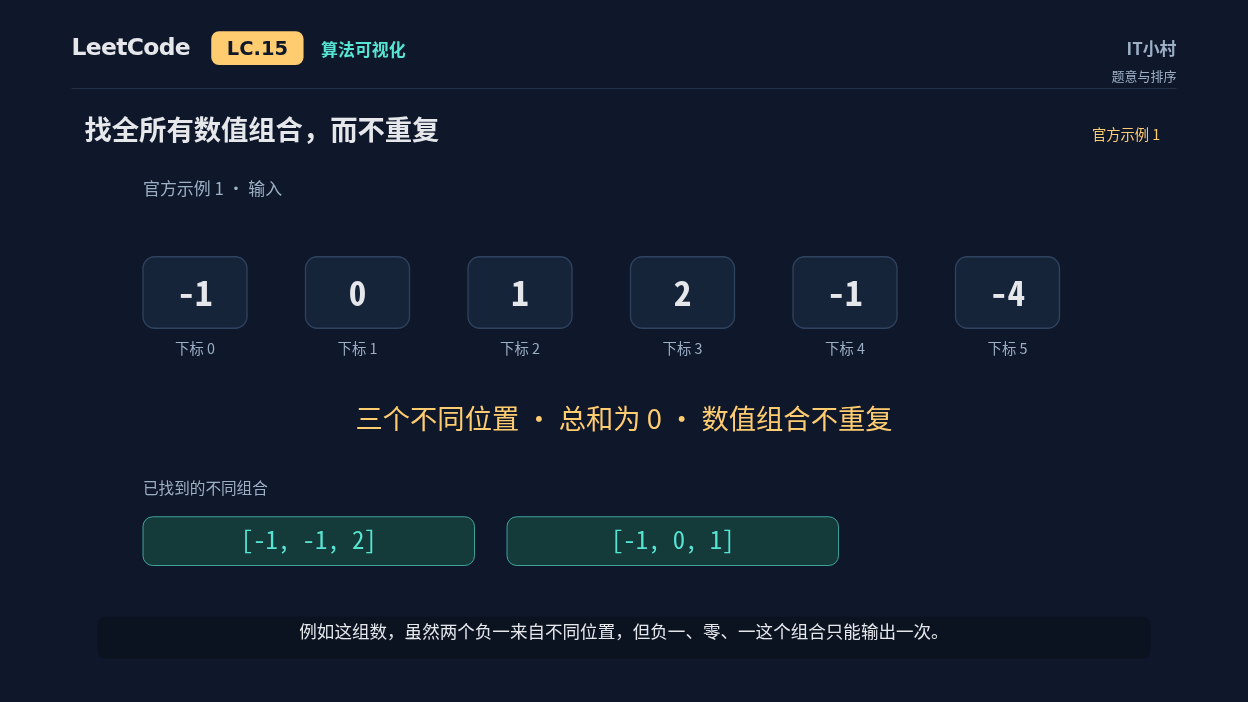 LeetCode LC.15 算法可视化 IT小村
题意与排序
找全所有数值组合，而不重复 官方示例 1
官方示例 1 · 输入
-1 0 1 2 -1 -4
下标 0 下标 1 下标 2 下标 3 下标 4 下标 5
三个不同位置 · 总和为 0 · 数值组合不重复
已找到的不同组合
[-1, -1, 2] [-1, 0, 1]
例如这组数，虽然两个负一来自不同位置，但负一、零、一这个组合只能输出一次。